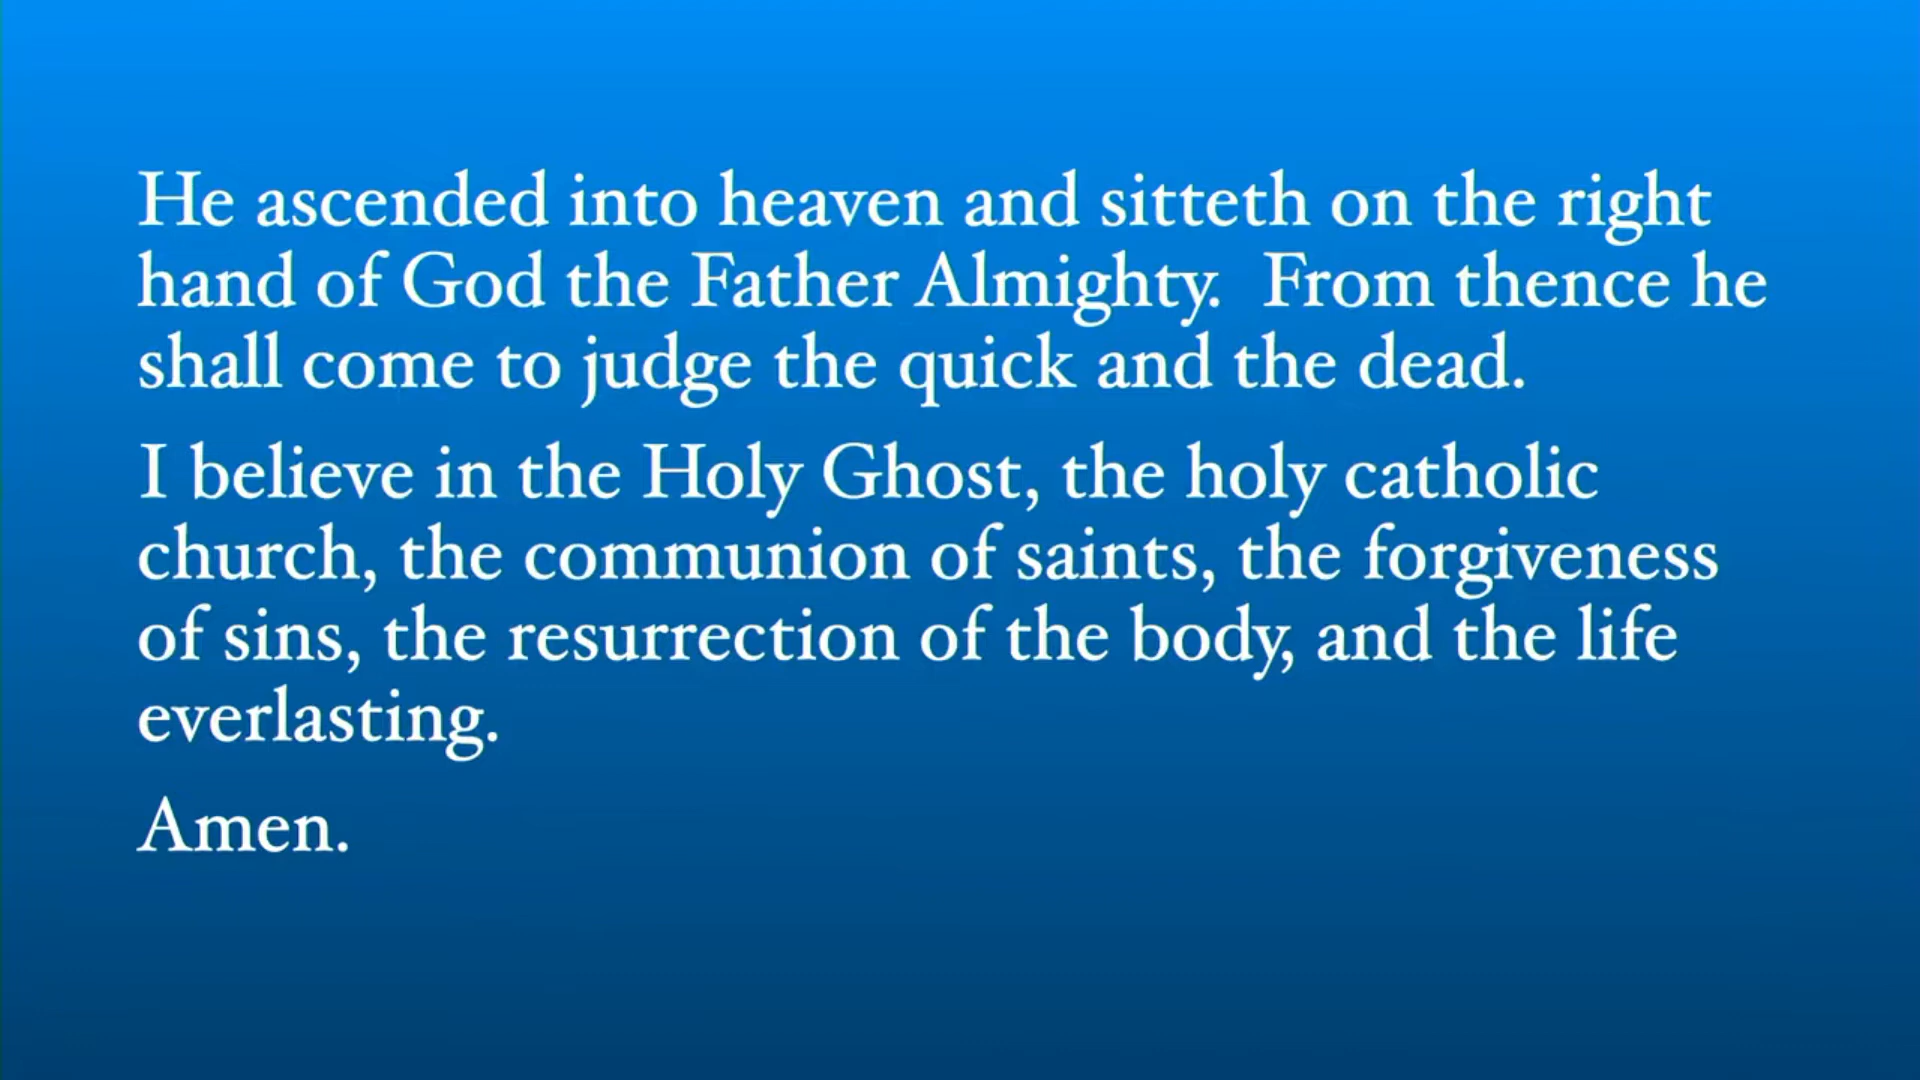 He ascended into heaven and sitteth on the right
hand of God the Father Almighty.  From thence he
shall come to judge the quick and the dead.
I believe in the Holy Ghost, the holy catholic
church, the communion of saints, the forgiveness
of sins, the resurrection of the body, and the life
everlasting.
Amen.